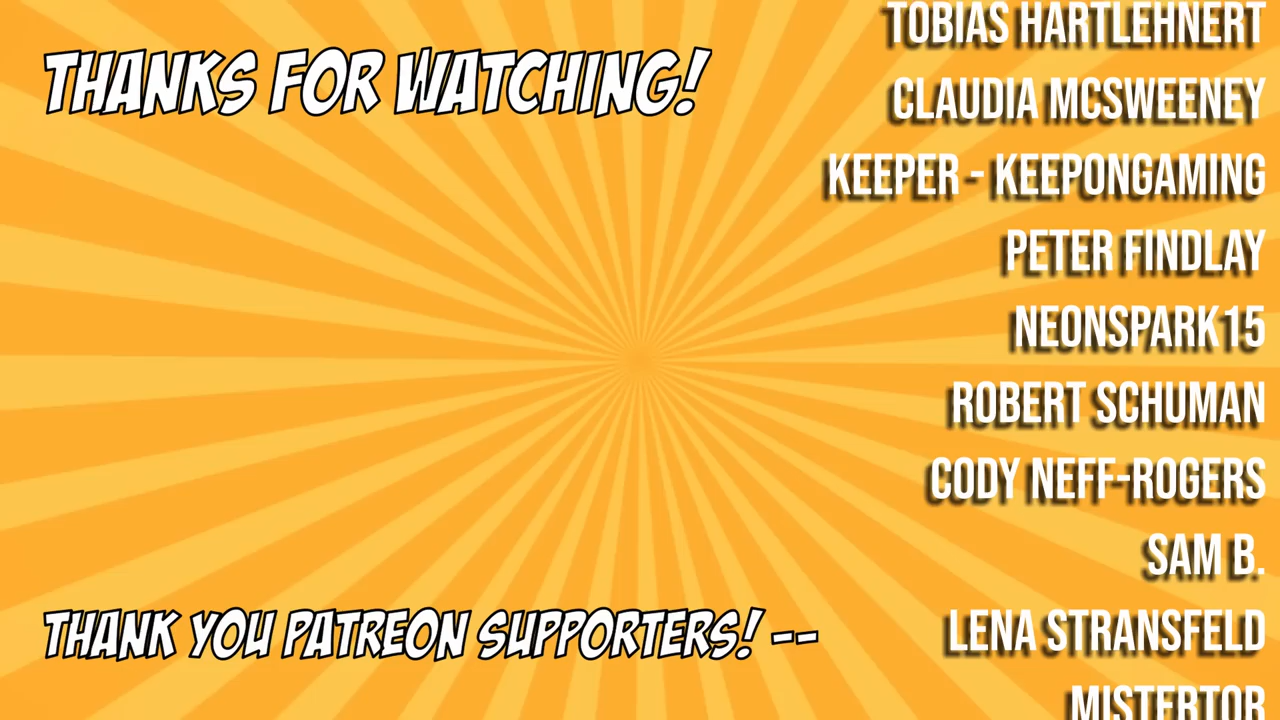 THANKS FOR WATCHING!
THANK YOU PATREON SUPPORTERS! --
TOBIAS HARTLEHNERT
CLAUDIA MCSWEENEY
KEEPER - KEEPONGAMING
PETER FINDLAY
NEONSPARK15
ROBERT SCHUMAN
CODY NEFF-ROGERS
SAM B.
LENA STRANSFELD
MISTERTOR